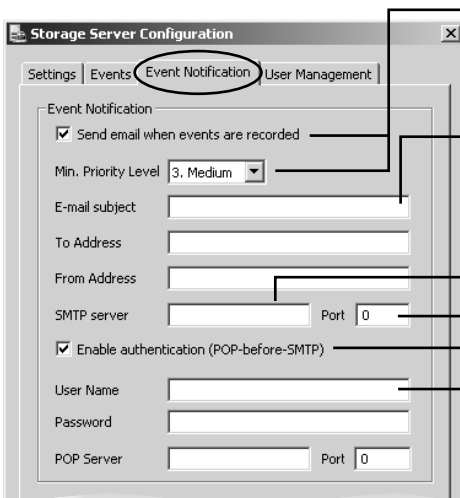 Storage Server Configuration
Settings Events Event Notification User Management
Event Notification
Send email when events are recorded
Min. Priority Level 3. Medium
E-mail subject
To Address
From Address
SMTP server Port 0
Enable authentication (POP-before-SMTP)
User Name
Password
POP Server Port 0